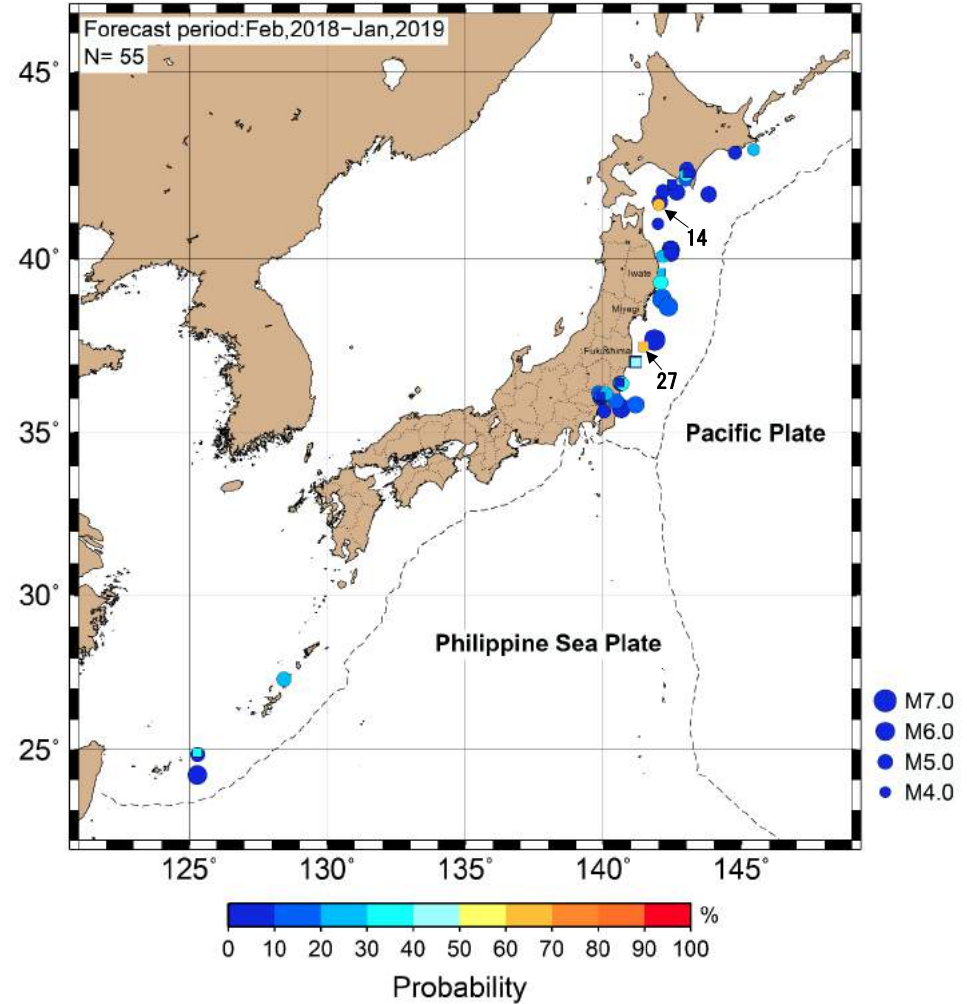 Forecast period:Feb,2018−Jan,2019
N= 55
45°
40°
35°
30°
25°
14
Iwate
Miyagi
Fukushima
27
Pacific Plate
Philippine Sea Plate
M7.0
M6.0
M5.0
M4.0
125° 130° 135° 140° 145°
%
0 10 20 30 40 50 60 70 80 90 100
Probability